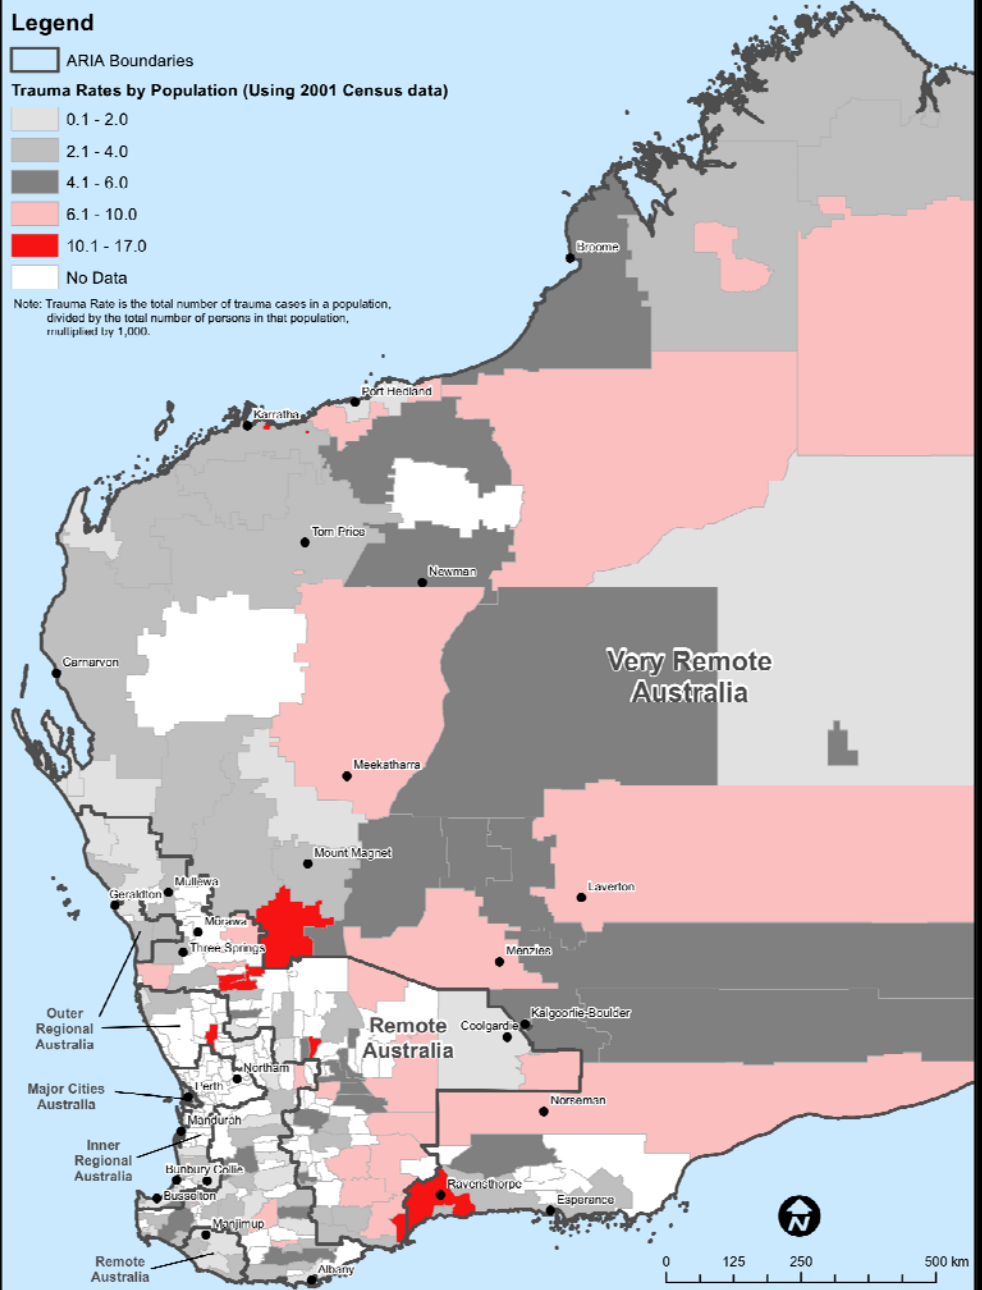 Legend
ARIA Boundaries
Trauma Rates by Population (Using 2001 Census data)
0.1 - 2.0
2.1 - 4.0
4.1 - 6.0
6.1 - 10.0
10.1 - 17.0
No Data
Note: Trauma Rate is the total number of trauma cases in a population,
divided by the total number of persons in that population,
multiplied by 1,000.
Broome
Port Hedland
Karratha
Tom Price
Newman
Very Remote
Australia
Carnarvon
Meekatharra
Mount Magnet
Mullewa
Geraldton
Laverton
Morawa
Three Springs
Menzies
Outer
Regional
Australia
Remote
Australia
Kalgoorlie-Boulder
Coolgardie
Northam
Major Cities
Australia
Perth
Norseman
Mandurah
Inner
Regional
Australia
Bunbury Collie
Busselton
Ravensthorpe
Esperance
Manjimup
Remote
Australia
Albany
N
0 125 250 500 km